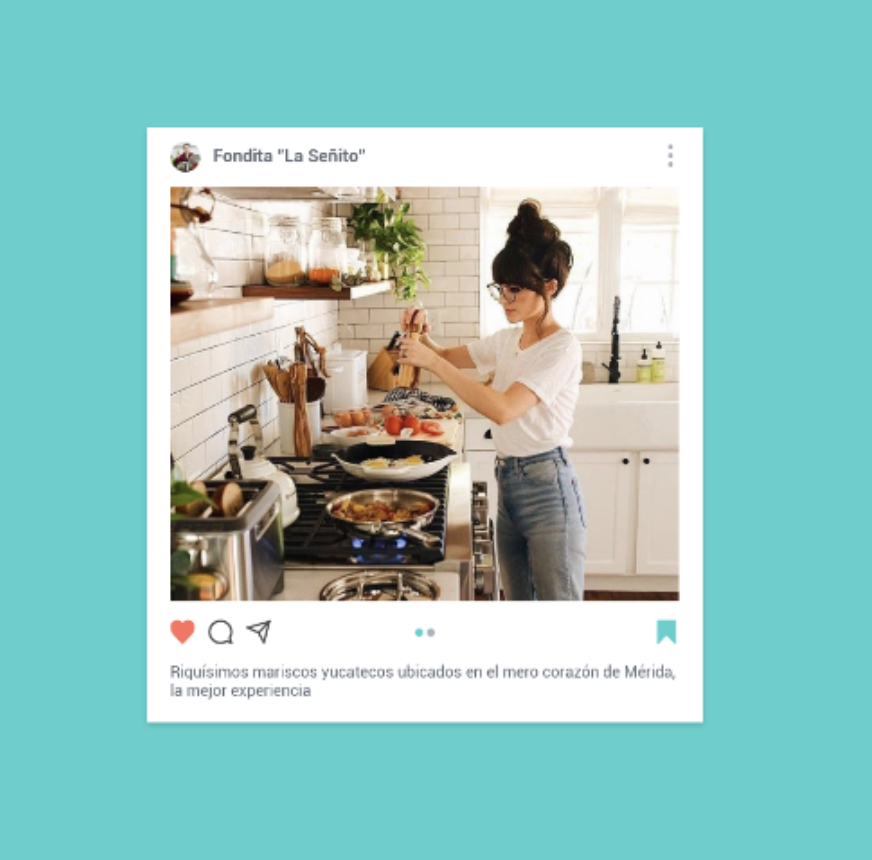 Fondita "La Señito"
Riquísimos mariscos yucatecos ubicados en el mero corazón de Mérida,
la mejor experiencia